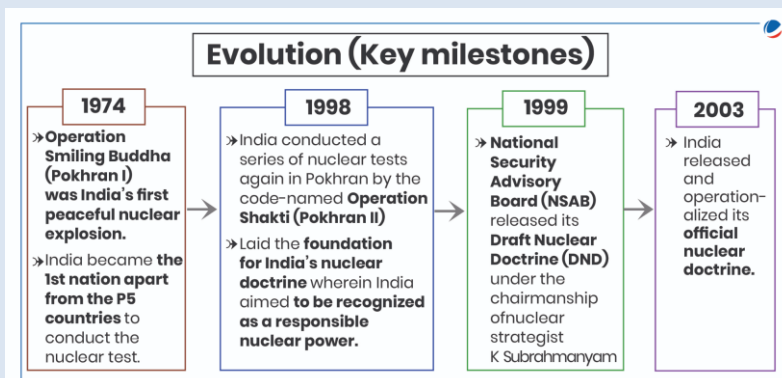 Evolution (Key milestones)
1974
»Operation
Smiling Buddha
(Pokhran I)
was India's first
peaceful nuclear
explosion.
»India became the
1st nation apart
from the P5
countries to
conduct the
nuclear test.
1998
»India conducted a
series of nuclear tests
again in Pokhran by the
code-named Operation
Shakti (Pokhran II)
»Laid the foundation
for India's nuclear
doctrine wherein India
aimed to be recognized
as a responsible
nuclear power.
1999
»National
Security
Advisory
Board (NSAB)
released its
Draft Nuclear
Doctrine (DND)
under the
chairmanship
ofnuclear
strategist
K Subrahmanyam
2003
» India
released
and
operation-
alized its
official
nuclear
doctrine.